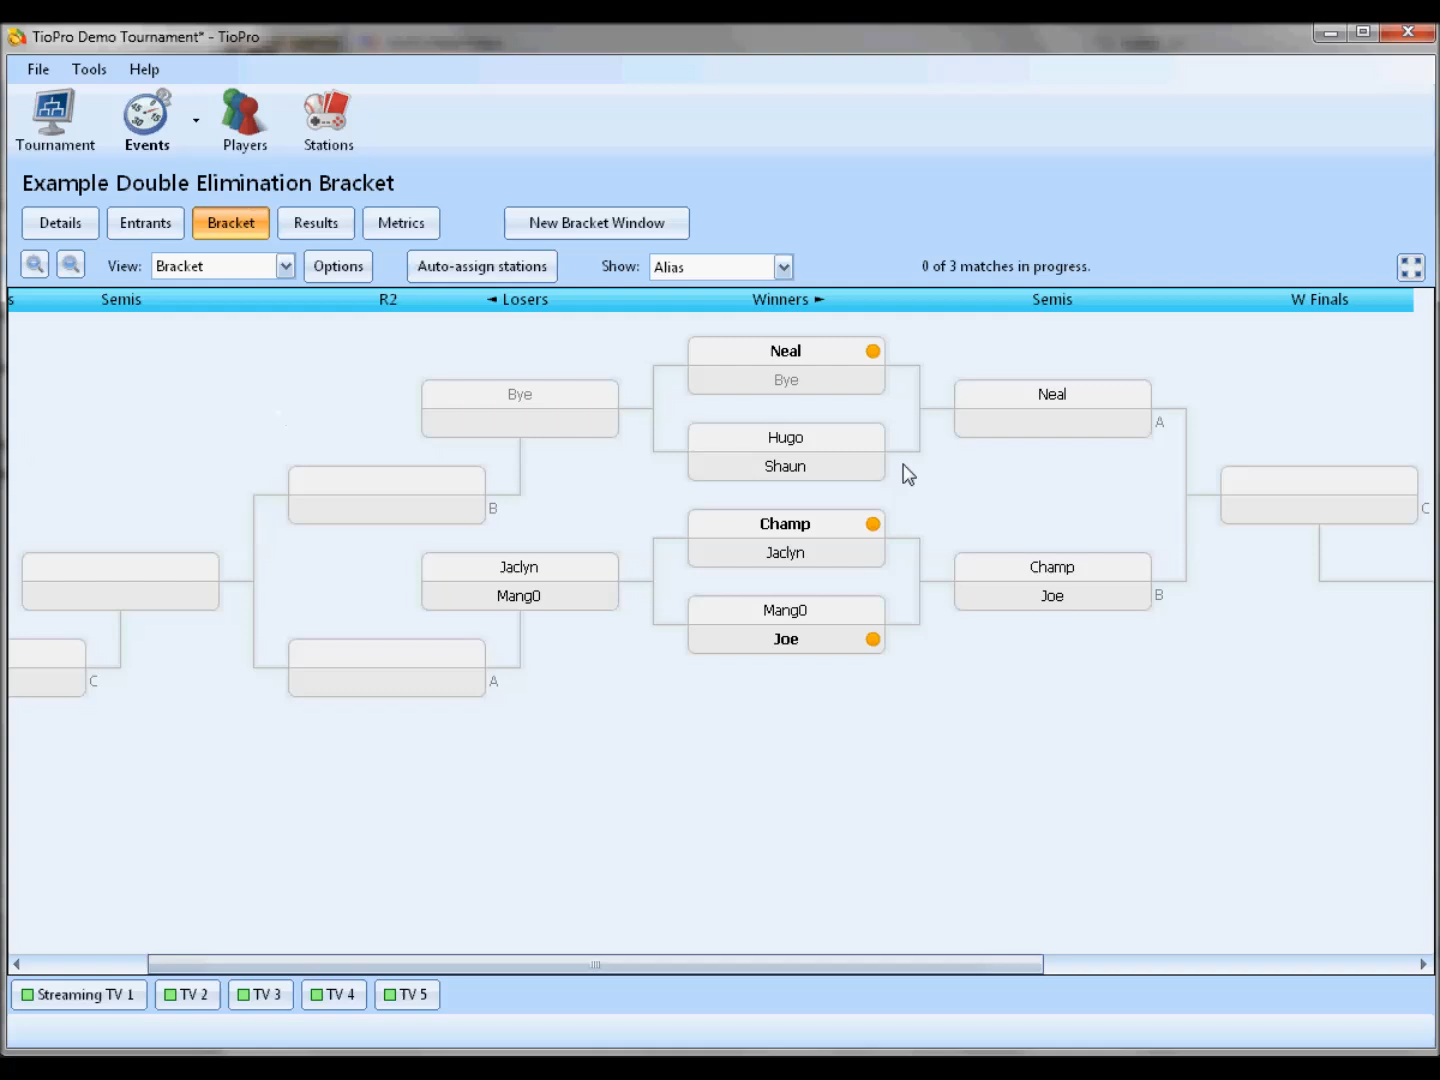 TioPro Demo Tournament* - TioPro
File Tools Help
Tournament Events Players Stations
Example Double Elimination Bracket
Details Entrants Bracket Results Metrics New Bracket Window
View: Bracket Options Auto-assign stations Show: Alias 0 of 3 matches in progress.
s Semis R2 ◄ Losers Winners ► Semis W Finals
Neal
Bye
Bye
Neal
A
Hugo
Shaun
B
C
Champ
Jaclyn
Jaclyn
Mang0
Champ
Joe
B
Mang0
Joe
C
A
Streaming TV 1 TV 2 TV 3 TV 4 TV 5